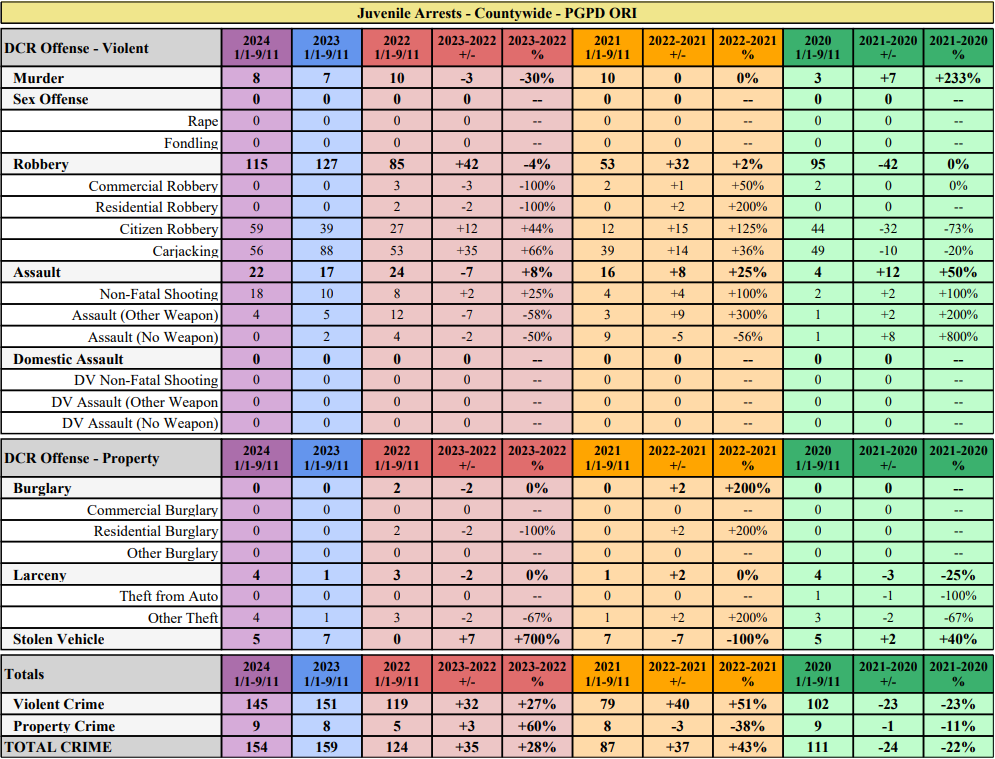 Juvenile Arrests - Countywide - PGPD ORI
DCR Offense - Violent 2024 1/1-9/11 2023 1/1-9/11 2022 1/1-9/11 2023-2022 +/- 2023-2022 % 2021 1/1-9/11 2022-2021 +/- 2022-2021 % 2020 1/1-9/11 2021-2020 +/- 2021-2020 %
Murder 8 7 10 -3 -30% 10 0 0% 3 +7 +233%
Sex Offense 0 0 0 0 -- 0 0 -- 0 0 --
Rape 0 0 0 0 -- 0 0 -- 0 0 --
Fondling 0 0 0 0 -- 0 0 -- 0 0 --
Robbery 115 127 85 +42 -4% 53 +32 +2% 95 -42 0%
Commercial Robbery 0 0 3 -3 -100% 2 +1 +50% 2 0 0%
Residential Robbery 0 0 2 -2 -100% 0 +2 +200% 0 0 --
Citizen Robbery 59 39 27 +12 +44% 12 +15 +125% 44 -32 -73%
Carjacking 56 88 53 +35 +66% 39 +14 +36% 49 -10 -20%
Assault 22 17 24 -7 +8% 16 +8 +25% 4 +12 +50%
Non-Fatal Shooting 18 10 8 +2 +25% 4 +4 +100% 2 +2 +100%
Assault (Other Weapon) 4 5 12 -7 -58% 3 +9 +300% 1 +2 +200%
Assault (No Weapon) 0 2 4 -2 -50% 9 -5 -56% 1 +8 +800%
Domestic Assault 0 0 0 0 -- 0 0 -- 0 0 --
DV Non-Fatal Shooting 0 0 0 0 -- 0 0 -- 0 0 --
DV Assault (Other Weapon 0 0 0 0 -- 0 0 -- 0 0 --
DV Assault (No Weapon) 0 0 0 0 -- 0 0 -- 0 0 --
DCR Offense - Property 2024 1/1-9/11 2023 1/1-9/11 2022 1/1-9/11 2023-2022 +/- 2023-2022 % 2021 1/1-9/11 2022-2021 +/- 2022-2021 % 2020 1/1-9/11 2021-2020 +/- 2021-2020 %
Burglary 0 0 2 -2 0% 0 +2 +200% 0 0 --
Commercial Burglary 0 0 0 0 -- 0 0 -- 0 0 --
Residential Burglary 0 0 2 -2 -100% 0 +2 +200% 0 0 --
Other Burglary 0 0 0 0 -- 0 0 -- 0 0 --
Larceny 4 1 3 -2 0% 1 +2 0% 4 -3 -25%
Theft from Auto 0 0 0 0 -- 0 0 -- 1 -1 -100%
Other Theft 4 1 3 -2 -67% 1 +2 +200% 3 -2 -67%
Stolen Vehicle 5 7 0 +7 +700% 7 -7 -100% 5 +2 +40%
Totals 2024 1/1-9/11 2023 1/1-9/11 2022 1/1-9/11 2023-2022 +/- 2023-2022 % 2021 1/1-9/11 2022-2021 +/- 2022-2021 % 2020 1/1-9/11 2021-2020 +/- 2021-2020 %
Violent Crime 145 151 119 +32 +27% 79 +40 +51% 102 -23 -23%
Property Crime 9 8 5 +3 +60% 8 -3 -38% 9 -1 -11%
TOTAL CRIME 154 159 124 +35 +28% 87 +37 +43% 111 -24 -22%